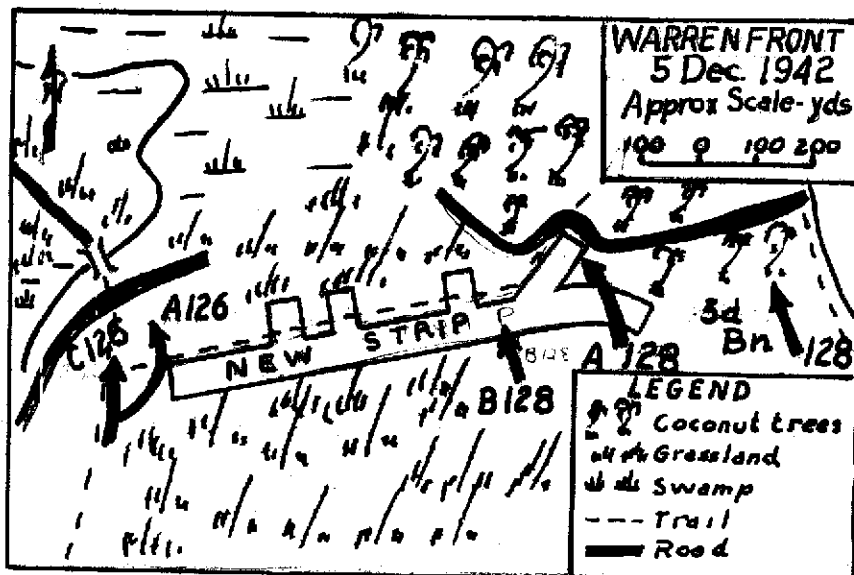 WARREN FRONT
5 Dec. 1942
Approx Scale-yds
100 0 100 200
A126
C126
NEW STRIP
B128
A 128
3d
Bn 128
B128
LEGEND
Coconut trees
Grassland
Swamp
Trail
Road